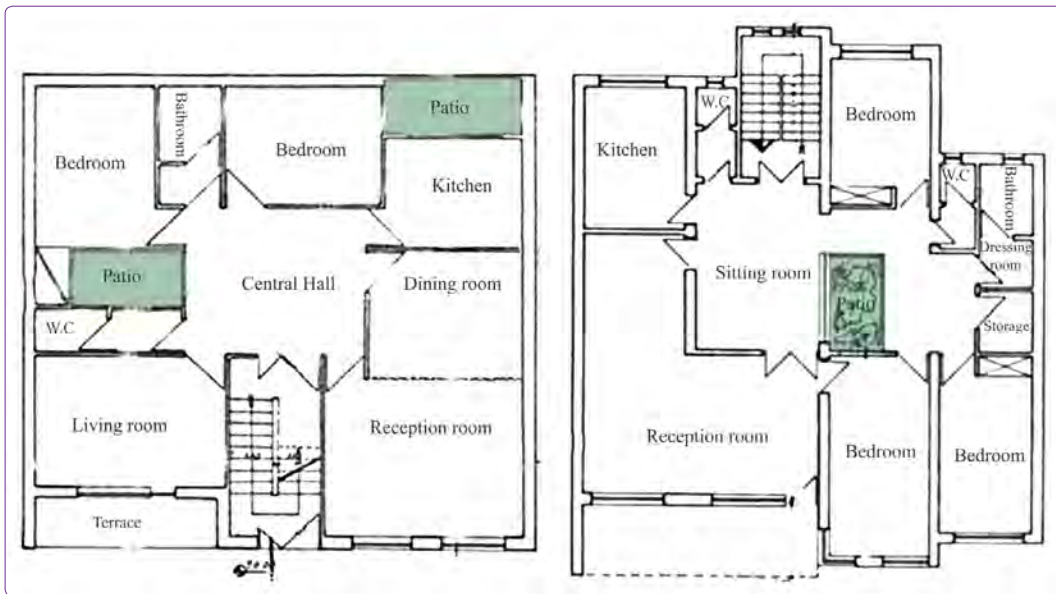 Patio
Bathroom
Bedroom
Bedroom
Kitchen
Patio
Central Hall
Dining room
W.C
Living room
Reception room
Terrace
W.C
Bedroom
Kitchen
W.C
Bathroom
Dressing
room
Sitting room
Patio
Storage
Reception room
Bedroom
Bedroom